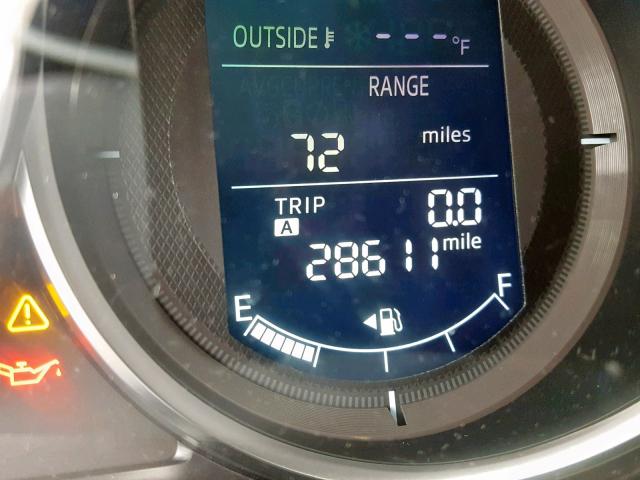 OUTSIDE ---°F
RANGE
72 miles
TRIP A 0.0
28611 mile
E F